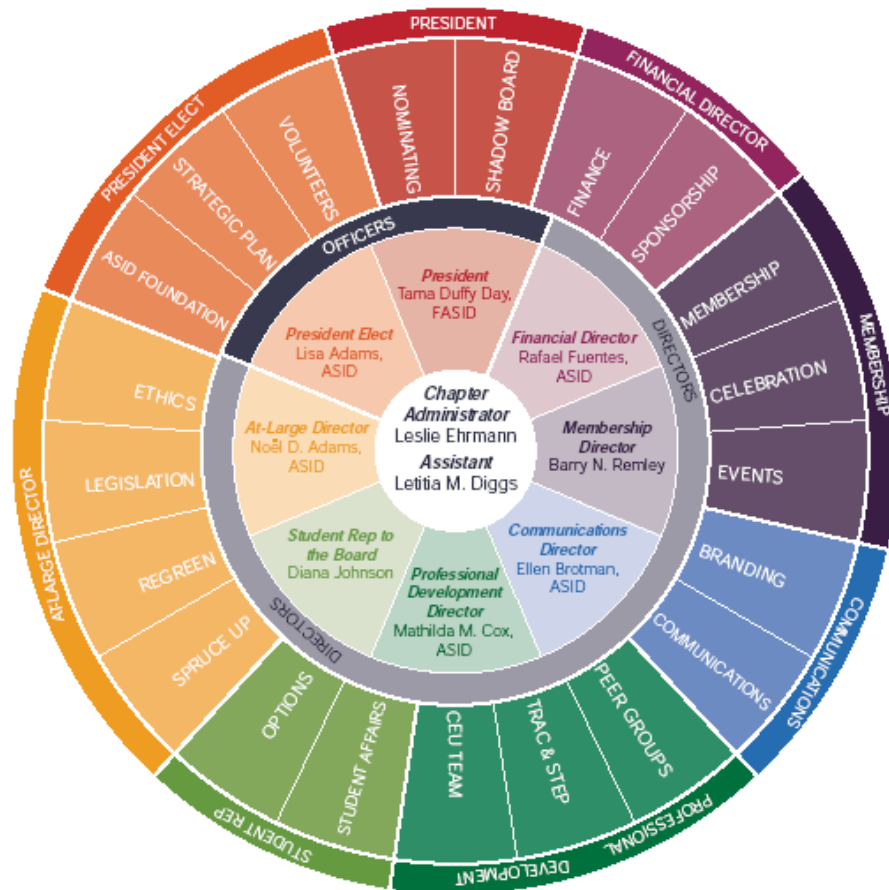 PRESIDENT
FINANCIAL DIRECTOR
MEMBERSHIP
COMMUNICATIONS
PROFESSIONAL DEVELOPMENT
STUDENT REP
AT-LARGE DIRECTOR
PRESIDENT ELECT
NOMINATING
SHADOW BOARD
FINANCE
SPONSORSHIP
MEMBERSHIP
CELEBRATION
EVENTS
BRANDING
COMMUNICATIONS
PEER GROUPS
TRAC & STEP
CEU TEAM
STUDENT AFFAIRS
OPTIONS
SPRUCE UP
REGREEN
LEGISLATION
ETHICS
ASID FOUNDATION
STRATEGIC PLAN
VOLUNTEERS
OFFICERS
DIRECTORS
DIRECTORS
President
Tama Duffy Day,
FASID
Financial Director
Rafael Fuentes,
ASID
Membership
Director
Barry N. Remley
Communications
Director
Ellen Brotman,
ASID
Professional
Development
Director
Mathilda M. Cox,
ASID
Student Rep to
the Board
Diana Johnson
At-Large Director
Noël D. Adams,
ASID
President Elect
Lisa Adams,
ASID
Chapter
Administrator
Leslie Ehrmann
Assistant
Letitia M. Diggs